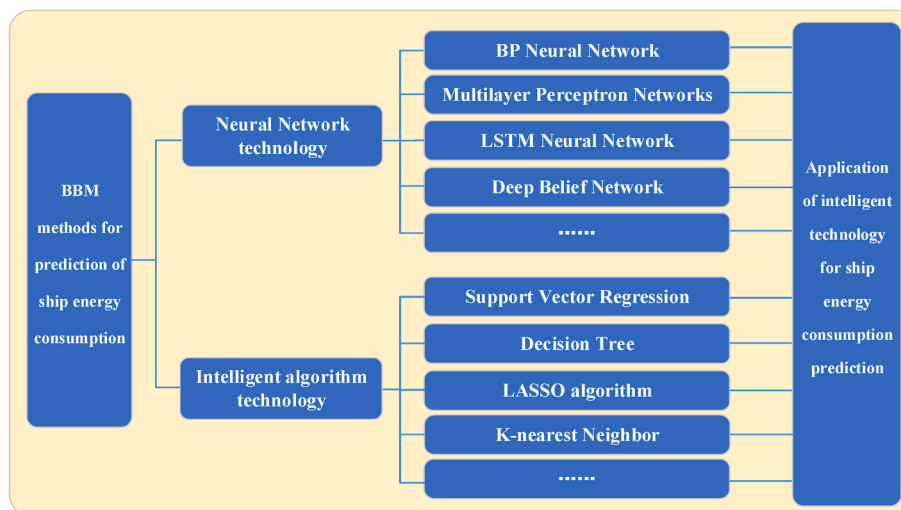 BBM
methods for
prediction of
ship energy
consumption
Neural Network
technology
Intelligent algorithm
technology
BP Neural Network
Multilayer Perceptron Networks
LSTM Neural Network
Deep Belief Network
......
Support Vector Regression
Decision Tree
LASSO algorithm
K-nearest Neighbor
......
Application
of intelligent
technology
for ship
energy
consumption
prediction